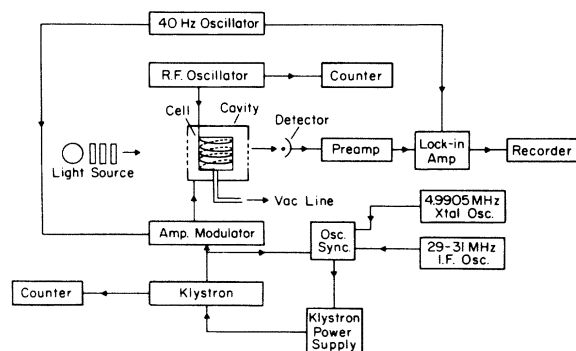 40 Hz Oscillator
R.F. Oscillator
Counter
Cell
Cavity
Detector
Light Source
Preamp
Lock-in
Amp
Recorder
Vac Line
Amp. Modulator
Osc.
Sync.
4.9905 MHz
Xtal Osc.
29-31 MHz
I.F. Osc.
Counter
Klystron
Klystron
Power
Supply